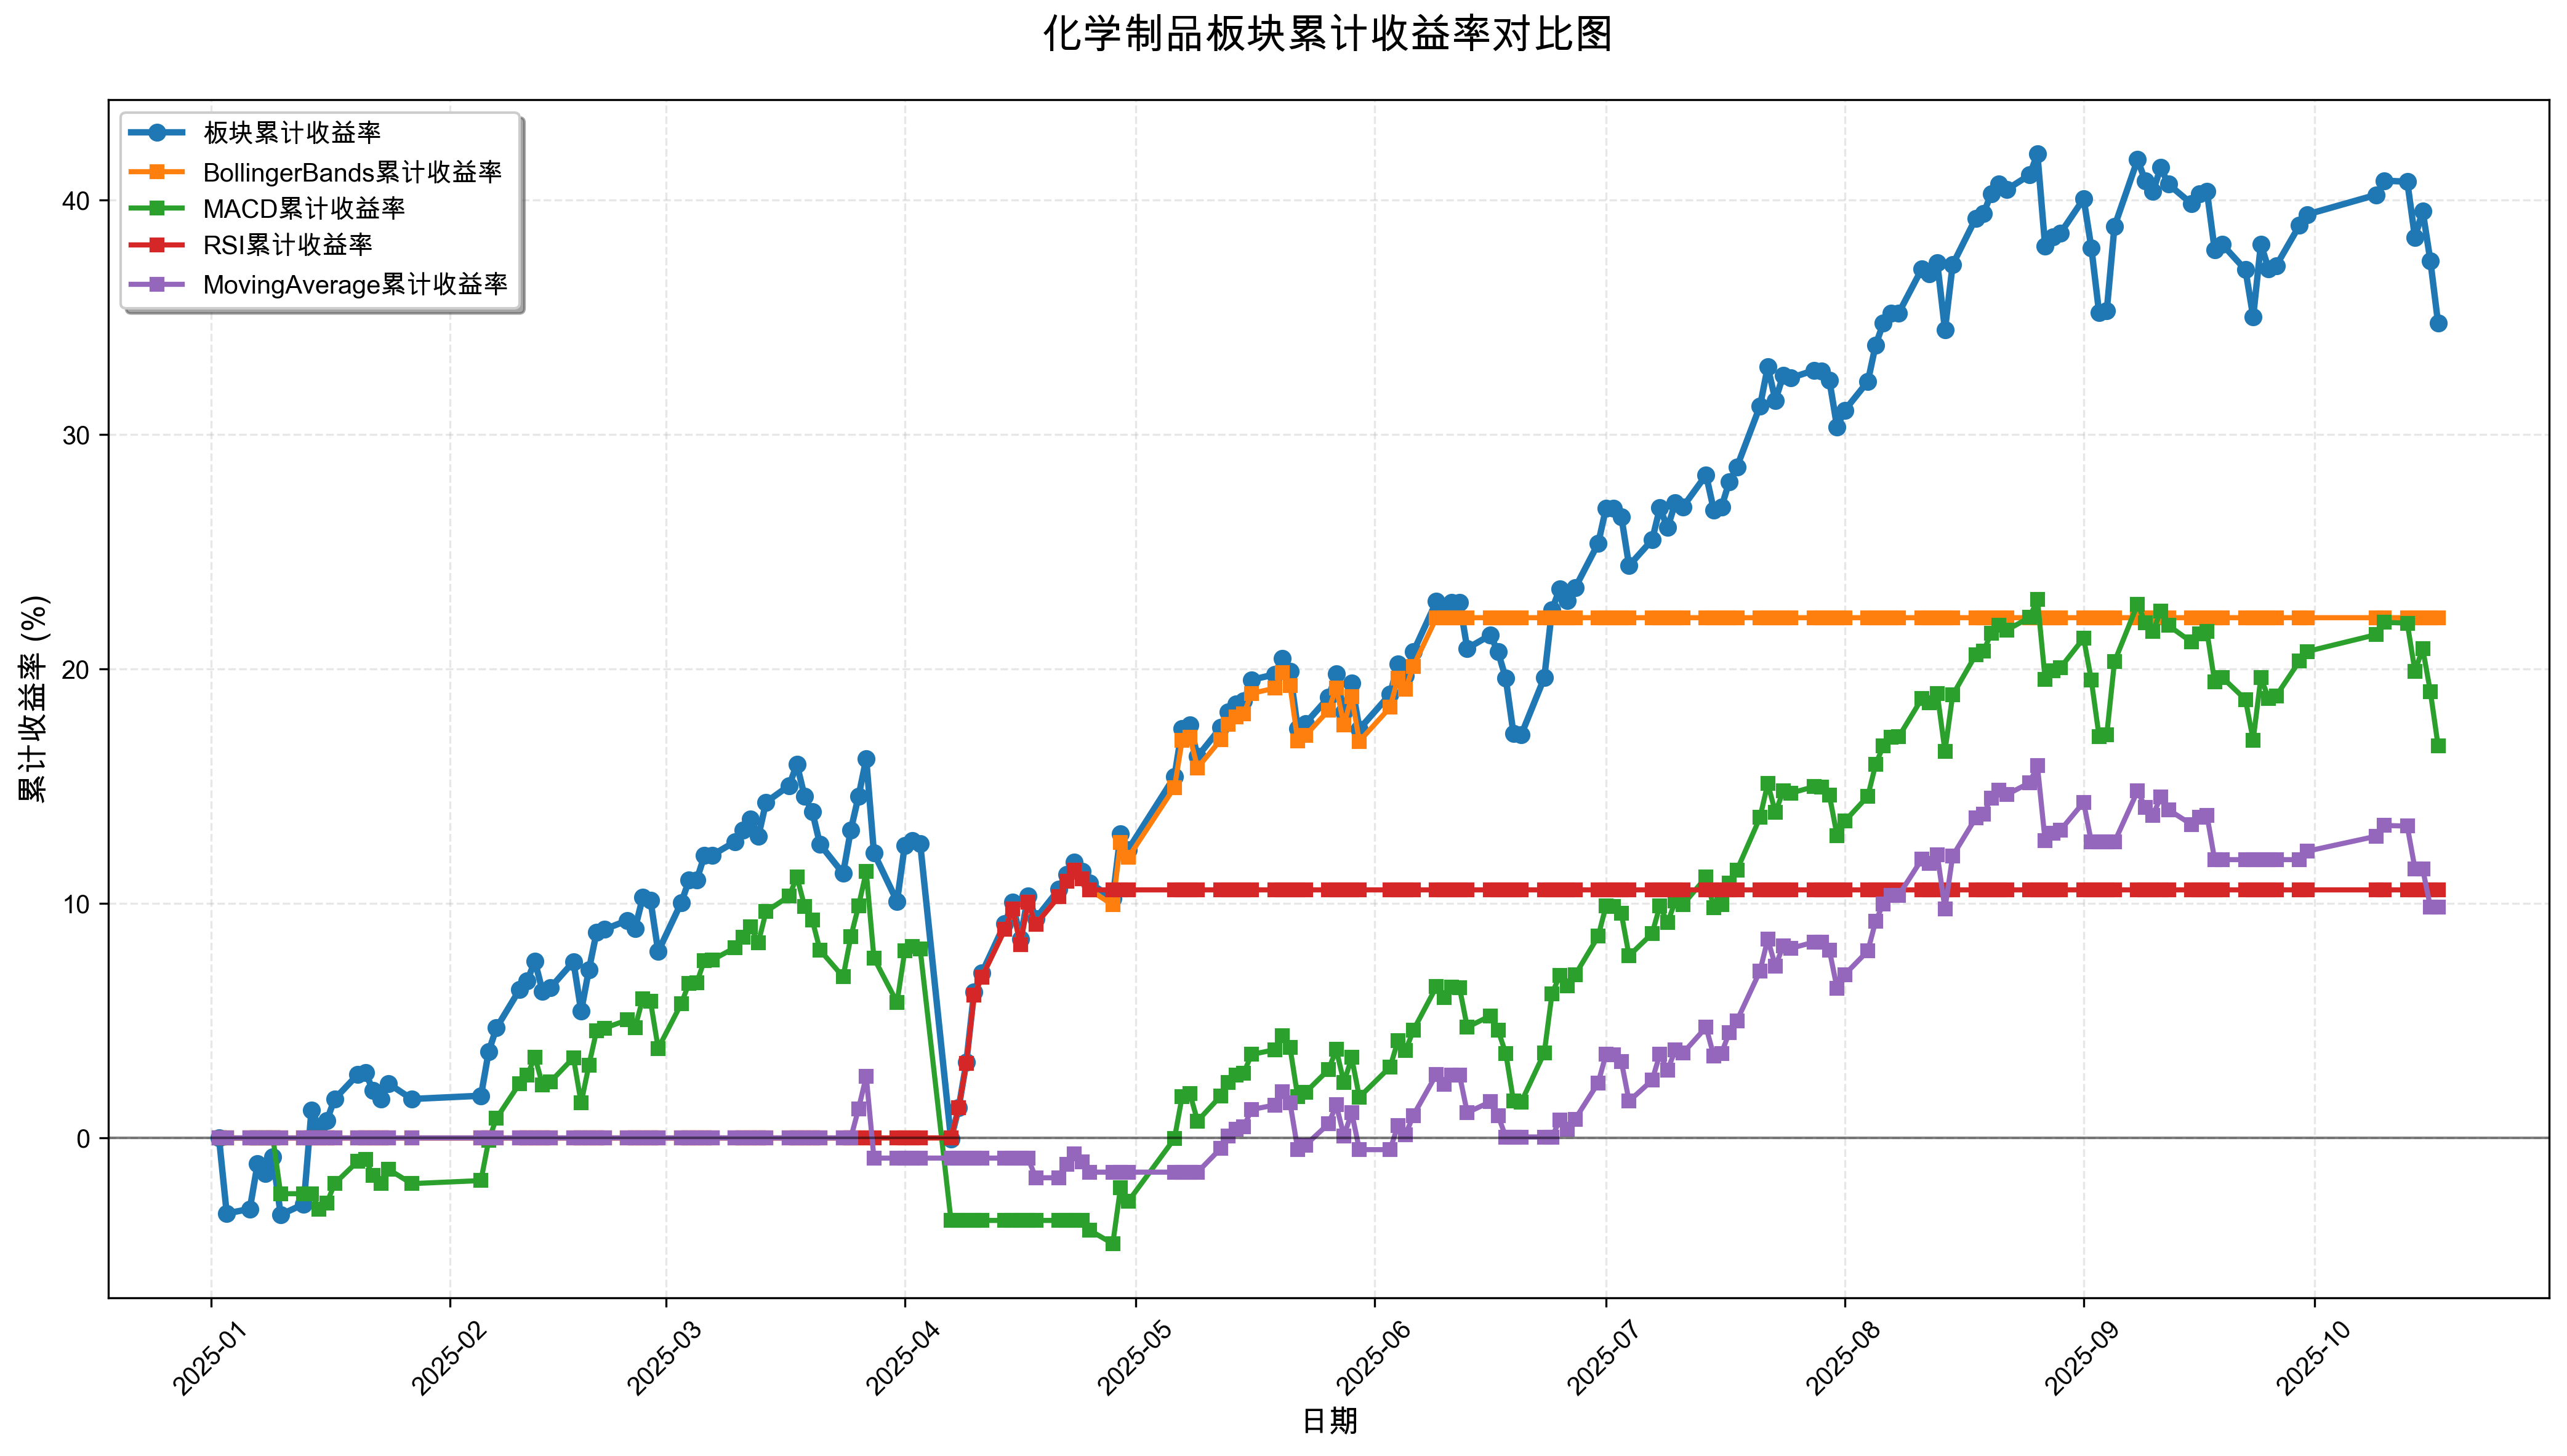 化学制品板块累计收益率对比图
板块累计收益率
BollingerBands累计收益率
MACD累计收益率
RSI累计收益率
MovingAverage累计收益率
累计收益率 (%)
40
30
20
10
0
2025-01
2025-02
2025-03
2025-04
2025-05
2025-06
2025-07
2025-08
2025-09
2025-10
日期